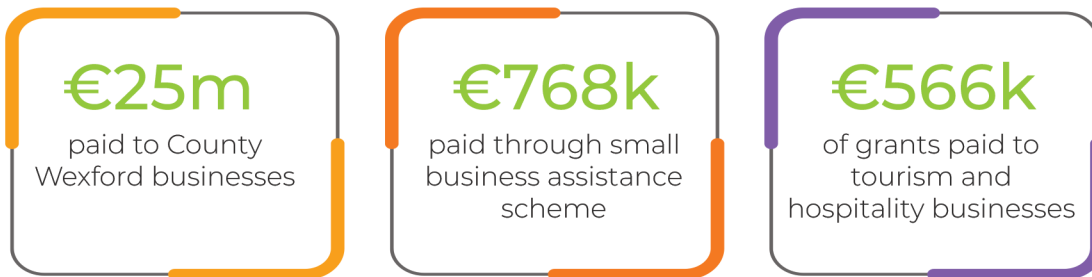 €25m
paid to County
Wexford businesses
€768k
paid through small
business assistance
scheme
€566k
of grants paid to
tourism and
hospitality businesses